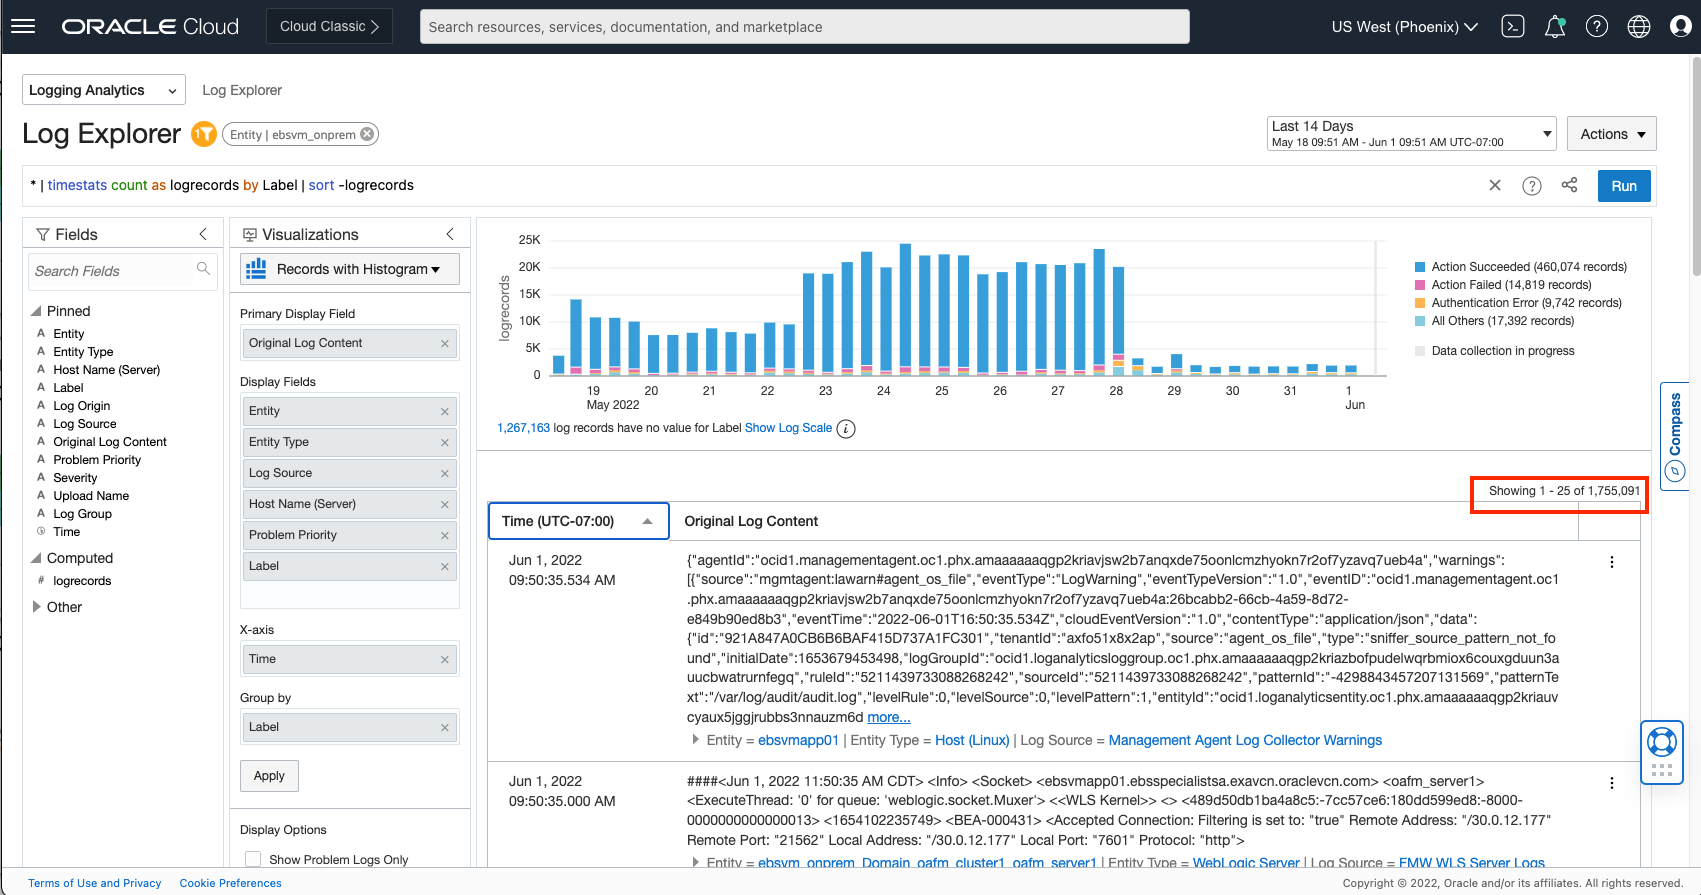 ORACLE Cloud
Cloud Classic
Search resources, services, documentation, and marketplace
US West (Phoenix)
Logging Analytics
Log Explorer
Log Explorer
1
Entity | ebsvm_onprem
Last 14 Days
May 18 09:51 AM - Jun 1 09:51 AM UTC-07:00
Actions
* | timestats count as logrecords by Label | sort -logrecords
Run
Fields
Search Fields
Pinned
A Entity
A Entity Type
A Host Name (Server)
A Label
A Log Origin
A Log Source
A Original Log Content
A Problem Priority
A Severity
A Upload Name
A Log Group
Time
Computed
# logrecords
Other
Visualizations
Records with Histogram
Primary Display Field
Original Log Content
Display Fields
Entity
Entity Type
Log Source
Host Name (Server)
Problem Priority
Label
X-axis
Time
Group by
Label
Apply
Display Options
Show Problem Logs Only
logrecords
25K
20K
15K
10K
5K
0
19 20 21 22 23 24 25 26 27 28 29 30 31 1
May 2022 Jun
Action Succeeded (460,074 records)
Action Failed (14,819 records)
Authentication Error (9,742 records)
All Others (17,392 records)
Data collection in progress
1,267,163 log records have no value for Label Show Log Scale
Compass
Showing 1 - 25 of 1,755,091
Time (UTC-07:00) Original Log Content
Jun 1, 2022
09:50:35.534 AM
{"agentId":"ocid1.managementagent.oc1.phx.amaaaaaaqgp2kriavjsw2b7anqxde75oonlcmzhyokn7r2of7yzavq7ueb4a","warnings":
[{"source":"mgmtagent:lawarn#agent_os_file","eventType":"LogWarning","eventTypeVersion":"1.0","eventID":"ocid1.managementagent.oc1
.phx.amaaaaaaqgp2kriavjsw2b7anqxde75oonlcmzhyokn7r2of7yzavq7ueb4a:26bcabb2-66cb-4a59-8d72-
e849b90ed8b3","eventTime":"2022-06-01T16:50:35.534Z","cloudEventVersion":"1.0","contentType":"application/json","data":
{"id":"921A847A0CB6B6BAF415D737A1FC301","tenantId":"axfo51x8x2ap","source":"agent_os_file","type":"sniffer_source_pattern_not_fo
und","initialDate":1653679453498,"logGroupId":"ocid1.loganalyticsloggroup.oc1.phx.amaaaaaaqgp2kriazbofpudelwqrbmiox6couxgduun3a
uucbwatrurnfegq","ruleId":"5211439733088268242","sourceId":"5211439733088268242","patternId":"-4298843457207131569","patternTe
xt":"/var/log/audit/audit.log","levelRule":0,"levelSource":0,"levelPattern":1,"entityId":"ocid1.loganalyticsentity.oc1.phx.amaaaaaaqgp2kriauv
cyaux5jggjrubbs3nnauzm6d more...
Entity = ebsvmapp01 | Entity Type = Host (Linux) | Log Source = Management Agent Log Collector Warnings
Jun 1, 2022
09:50:35.000 AM
####<Jun 1, 2022 11:50:35 AM CDT> <Info> <Socket> <ebsvmapp01.ebsspecialistsa.exavcn.oraclevcn.com> <oafm_server1>
<ExecuteThread: '0' for queue: 'weblogic.socket.Muxer'> <<WLS Kernel>> <> <489d50db1ba4a8c5:-7cc57ce6:180dd599ed8:-8000-
0000000000000013> <1654102235749> <BEA-000431> <Accepted Connection: Filtering is set to: "true" Remote Address: "/30.0.12.177"
Remote Port: "21562" Local Address: "/30.0.12.177" Local Port: "7601" Protocol: "http">
Entity = ebsvm_onprem_Domain_oafm_cluster1_oafm_server1 | Entity Type = WebLogic Server | Log Source = FMW WLS Server Logs
Terms of Use and Privacy Cookie Preferences
Copyright © 2022, Oracle and/or its affiliates. All rights reserved.